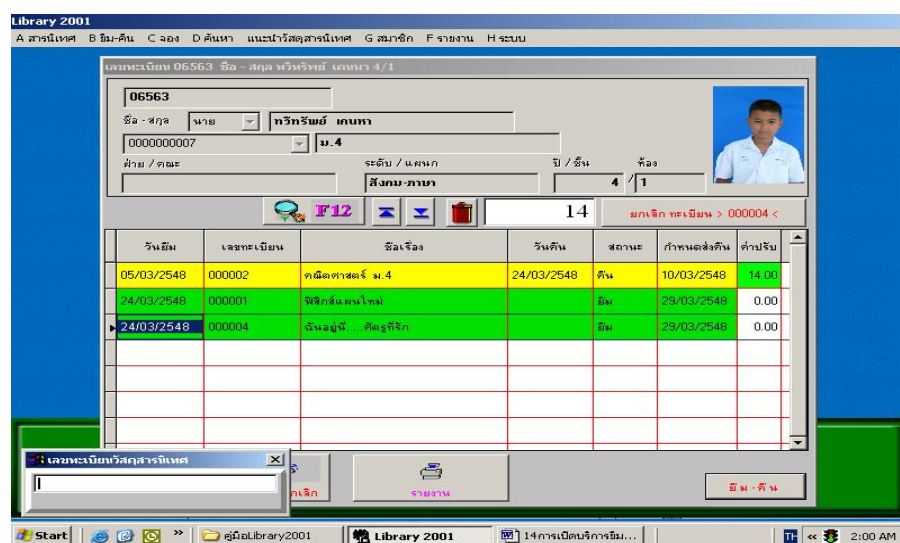 Library 2001
A สารนิเทศ B ยืม-คืน C จอง D ค้นหา แนะนำวัสดุสารนิเทศ G สมาชิก F รายงาน H ระบบ
เลขทะเบียน 06563 ชื่อ - สกุล ทวีทรัพย์ เคนหา 4/1
06563
ชื่อ - สกุล นาย ทวีทรัพย์ เคนหา
0000000007 ม.4
ฝ่าย / คณะ ระดับ / แผนก ปี / ชั้น ห้อง
สังคม-ภาษา 4 / 1
F12 14 ยกเลิก ทะเบียน > 000004 <
วันยืม เลขทะเบียน ชื่อเรื่อง วันคืน สถานะ กำหนดส่งคืน ค่าปรับ
05/03/2548 000002 คณิตศาสตร์ ม.4 24/03/2548 คืน 10/03/2548 14.00
24/03/2548 000001 ฟิสิกส์แผนใหม่ ยืม 29/03/2548 0.00
24/03/2548 000004 ฉันอยู่นี่.....ศัตรูที่รัก ยืม 29/03/2548 0.00
เลขทะเบียนวัสดุสารนิเทศ
รายงาน
ยืม - คืน
Start คู่มือLibrary2001 Library 2001 14การเปิดบริการยืม... TH 2:00 AM